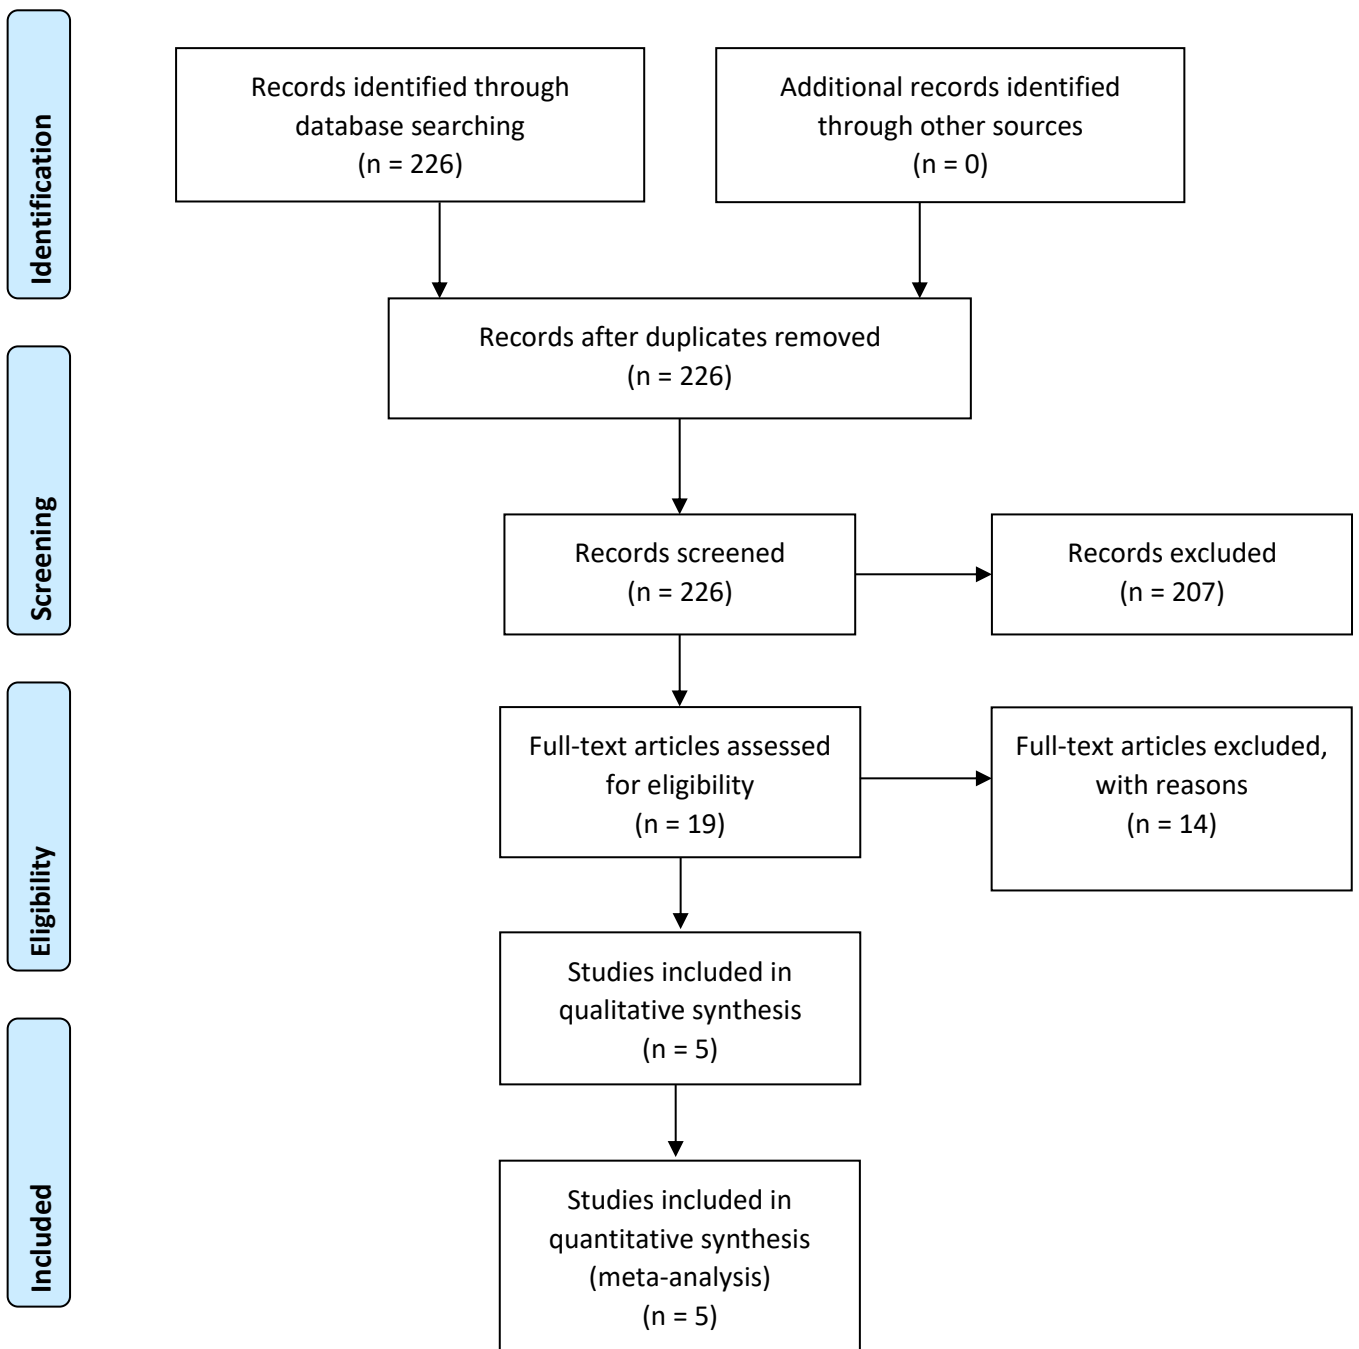 Identification
Records identified through
database searching
(n = 226)
Additional records identified
through other sources
(n = 0)
Records after duplicates removed
(n = 226)
Screening
Records screened
(n = 226)
Records excluded
(n = 207)
Eligibility
Full-text articles assessed
for eligibility
(n = 19)
Full-text articles excluded,
with reasons
(n = 14)
Studies included in
qualitative synthesis
(n = 5)
Included
Studies included in
quantitative synthesis
(meta-analysis)
(n = 5)